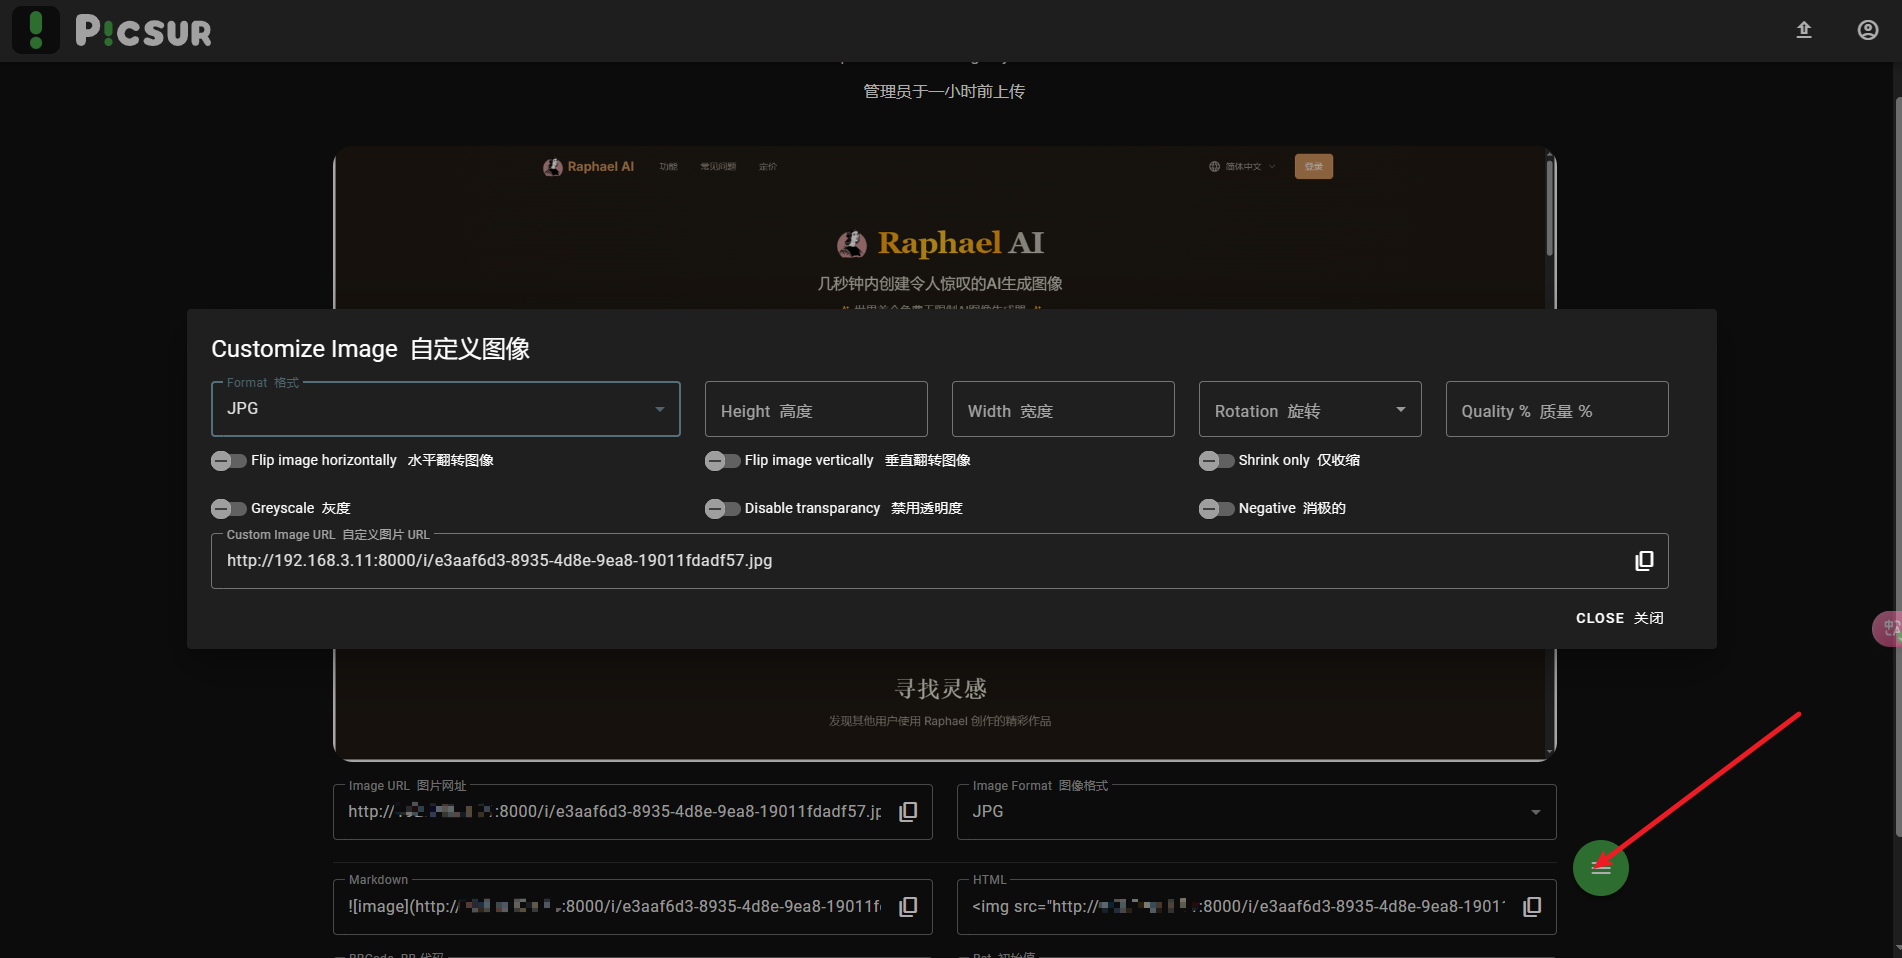 Picsur
管理员于一小时前上传
Raphael AI 功能 常见问题 定价 简体中文 登录
Raphael AI
几秒钟内创建令人惊叹的AI生成图像
Customize Image 自定义图像
Format 格式
JPG
Height 高度
Width 宽度
Rotation 旋转
Quality % 质量 %
Flip image horizontally 水平翻转图像
Flip image vertically 垂直翻转图像
Shrink only 仅收缩
Greyscale 灰度
Disable transparancy 禁用透明度
Negative 消极的
Custom Image URL 自定义图片 URL
http://192.168.3.11:8000/i/e3aaf6d3-8935-4d8e-9ea8-19011fdadf57.jpg
CLOSE 关闭
寻找灵感
发现其他用户使用 Raphael 创作的精彩作品
Image URL 图片网址
http:// :8000/i/e3aaf6d3-8935-4d8e-9ea8-19011fdadf57.jp
Image Format 图像格式
JPG
Markdown
![image](http:// :8000/i/e3aaf6d3-8935-4d8e-9ea8-19011f
HTML
<img src="http:// :8000/i/e3aaf6d3-8935-4d8e-9ea8-1901